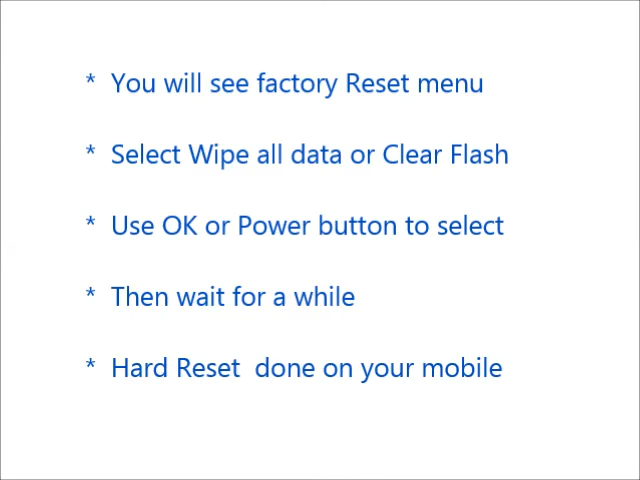 * You will see factory Reset menu
* Select Wipe all data or Clear Flash
* Use OK or Power button to select
* Then wait for a while
* Hard Reset  done on your mobile